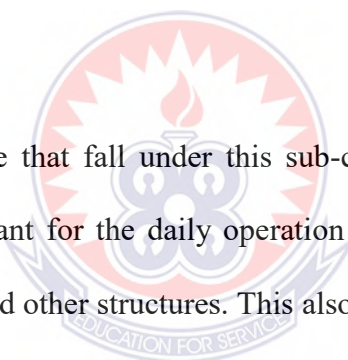 e that fall under this sub-c
ant for the daily operation
d other structures. This also
EDUCATION FOR SERVICE